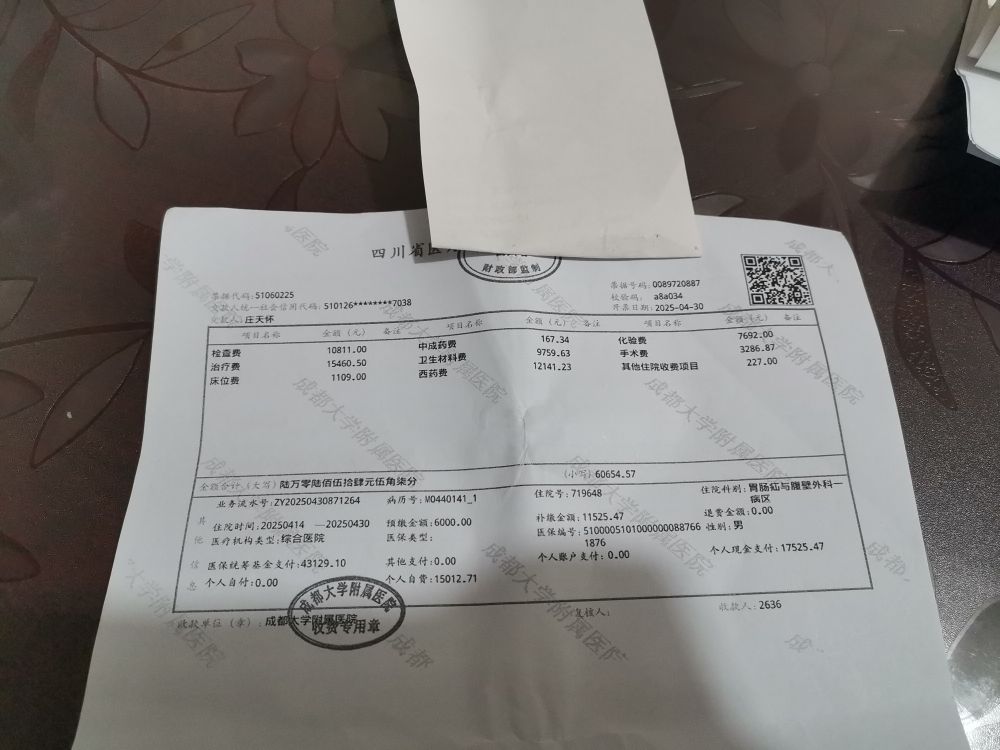 四川省医
财政部监制
票据代码:51060225
票据号码:0089720887
交款人统一社会信用代码:510126********7038
校验码: a8a034
交款人:庄天怀
开票日期:2025-04-30
项目名称 金额（元） 备注 项目名称 金额（元） 备注 项目名称 金额（元） 备注
检查费 10811.00 中成药费 167.34 化验费 7692.00
治疗费 15460.50 卫生材料费 9759.63 手术费 3286.87
床位费 1109.00 西药费 12141.23 其他住院收费项目 227.00
金额合计（大写）陆万零陆佰伍拾肆元伍角柒分 (小写) 60654.57
其他信息
业务流水号:ZY20250430871264 病历号:M0440141_1 住院号:719648 住院科别:胃肠疝与腹壁外科一
病区
住院时间:20250414 —20250430 预缴金额:6000.00 补缴金额:11525.47 退费金额:0.00
医疗机构类型:综合医院 医保类型: 医保编号:5100005101000000088766 性别:男
1876
医保统筹基金支付:43129.10 其他支付:0.00 个人账户支付:0.00 个人现金支付:17525.47
个人自付:0.00 个人自费:15012.71
收款单位（章）:成都大学附属医院 复核人: 收款人:2636
成都大学附属医院
收费专用章
成都大学附属医院